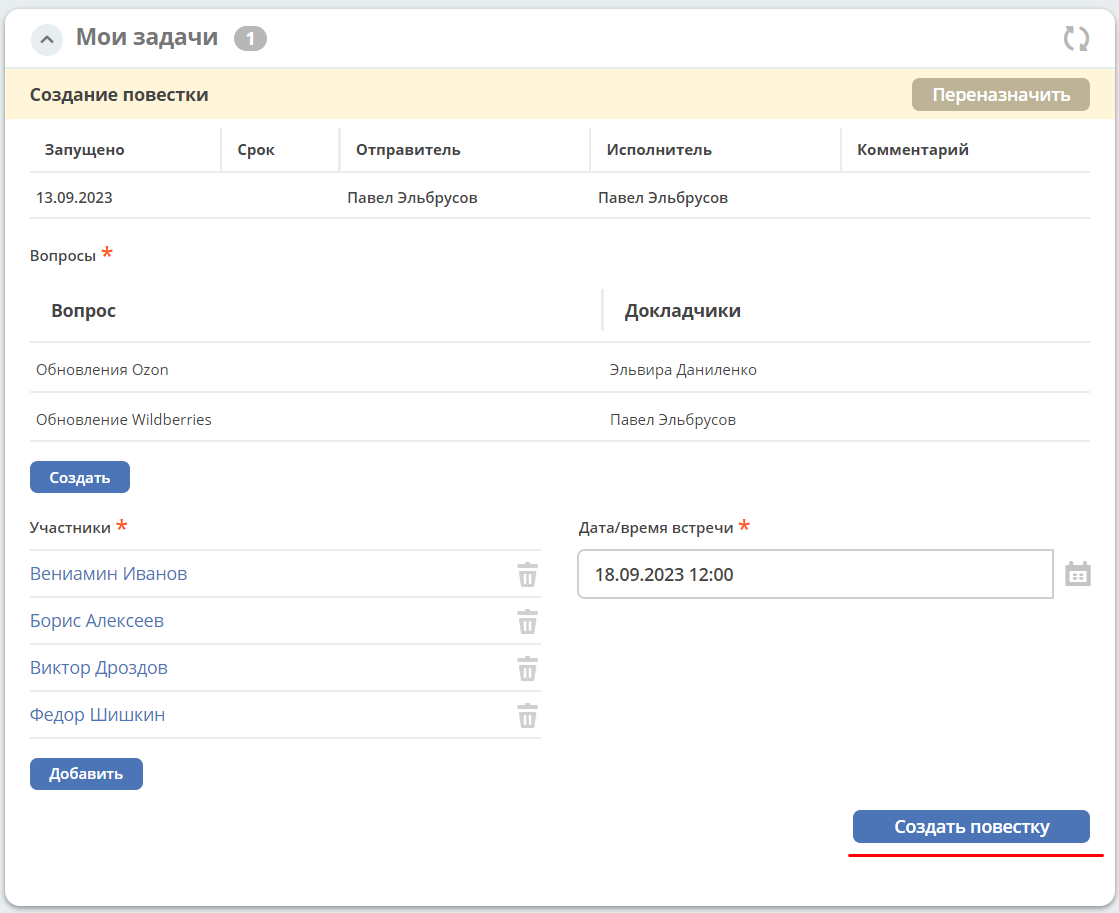 Мои задачи 1
Создание повестки Переназначить
Запущено Срок Отправитель Исполнитель Комментарий
13.09.2023 Павел Эльбрусов Павел Эльбрусов
Вопросы *
Вопрос Докладчики
Обновления Ozon Эльвира Даниленко
Обновление Wildberries Павел Эльбрусов
Создать
Участники * Дата/время встречи *
Вениамин Иванов 18.09.2023 12:00
Борис Алексеев
Виктор Дроздов
Федор Шишкин
Добавить
Создать повестку